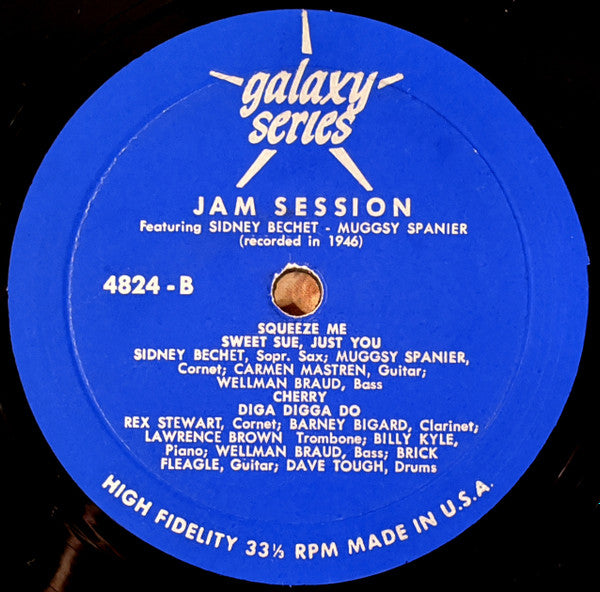 galaxy
series
JAM SESSION
Featuring SIDNEY BECHET - MUGGSY SPANIER
(recorded in 1946)
4824-B
SQUEEZE ME
SWEET SUE, JUST YOU
SIDNEY BECHET, Sopr. Sax; MUGGSY SPANIER,
Cornet; CARMEN MASTREN, Guitar;
WELLMAN BRAUD, Bass
CHERRY
DIGA DIGGA DO
REX STEWART, Cornet; BARNEY BIGARD, Clarinet;
LAWRENCE BROWN Trombone; BILLY KYLE,
Piano; WELLMAN BRAUD, Bass; BRICK
FLEAGLE, Guitar; DAVE TOUGH, Drums
HIGH FIDELITY 33⅓ RPM MADE IN U.S.A.